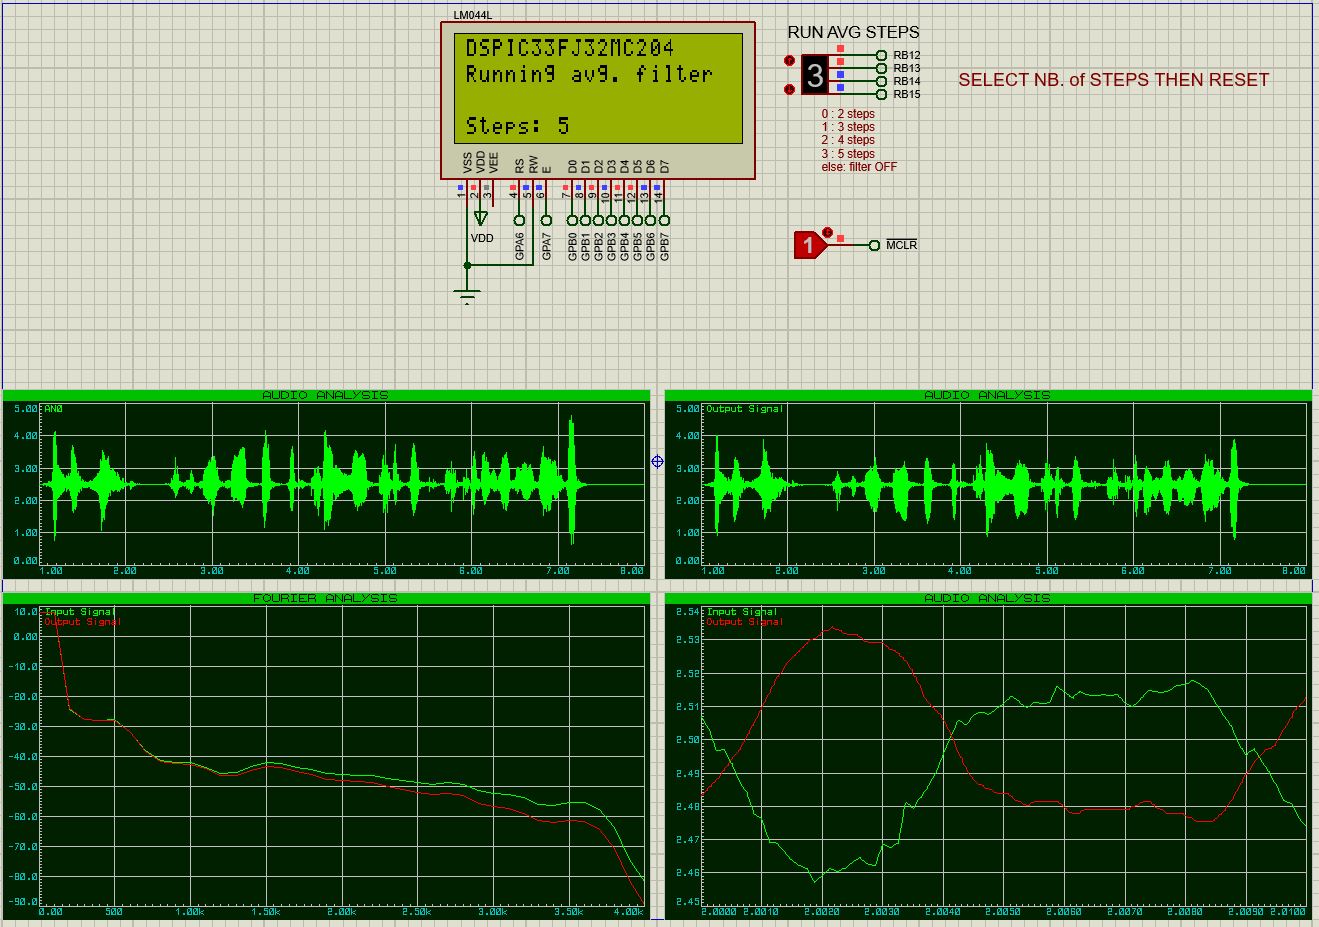 LM044L
DSPIC33FJ32MC204
Running avg. filter
Steps: 5
VSS
VDD
VEE
RS
RW
E
D0
D1
D2
D3
D4
D5
D6
D7
1
2
3
4
5
6
7
8
9
10
11
12
13
14
VDD
GPA6
GPA7
GPB0
GPB1
GPB2
GPB3
GPB4
GPB5
GPB6
GPB7
RUN AVG STEPS
3
RB12
RB13
RB14
RB15
0 : 2 steps
1 : 3 steps
2 : 4 steps
3 : 5 steps
else: filter OFF
SELECT NB. of STEPS THEN RESET
1
MCLR
AUDIO ANALYSIS
AN0
5.00
4.00
3.00
2.00
1.00
0.00
1.00 2.00 3.00 4.00 5.00 6.00 7.00 8.00
AUDIO ANALYSIS
Output Signal
5.00
4.00
3.00
2.00
1.00
0.00
1.00 2.00 3.00 4.00 5.00 6.00 7.00 8.00
FOURIER ANALYSIS
Input Signal
Output Signal
10.0
0.00
-10.0
-20.0
-30.0
-40.0
-50.0
-60.0
-70.0
-80.0
-90.0
0.00 500 1.00k 1.50k 2.00k 2.50k 3.00k 3.50k 4.00k
AUDIO ANALYSIS
Input Signal
Output Signal
2.54
2.53
2.52
2.51
2.50
2.49
2.48
2.47
2.46
2.45
2.0000 2.0010 2.0020 2.0030 2.0040 2.0050 2.0060 2.0070 2.0080 2.0090 2.0100